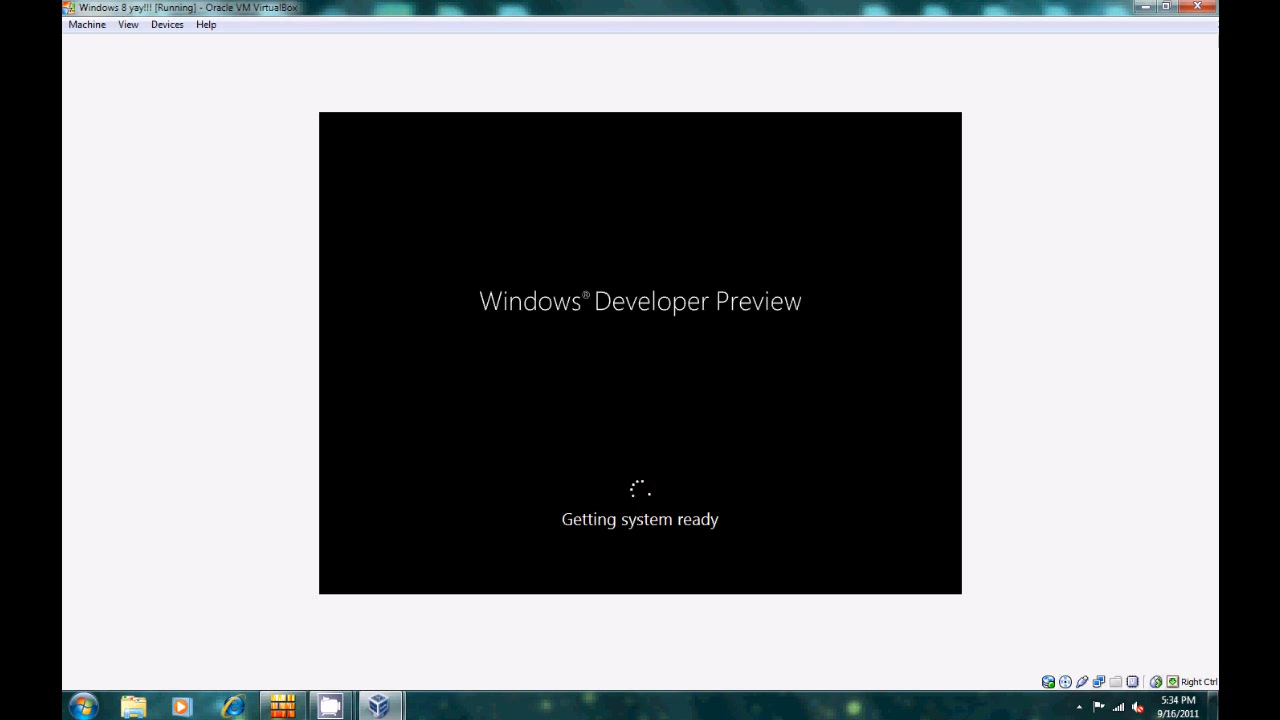 Windows 8 yay!!! [Running] - Oracle VM VirtualBox
Machine View Devices Help
Windows® Developer Preview
Getting system ready
Right Ctrl
5:34 PM
9/16/2011